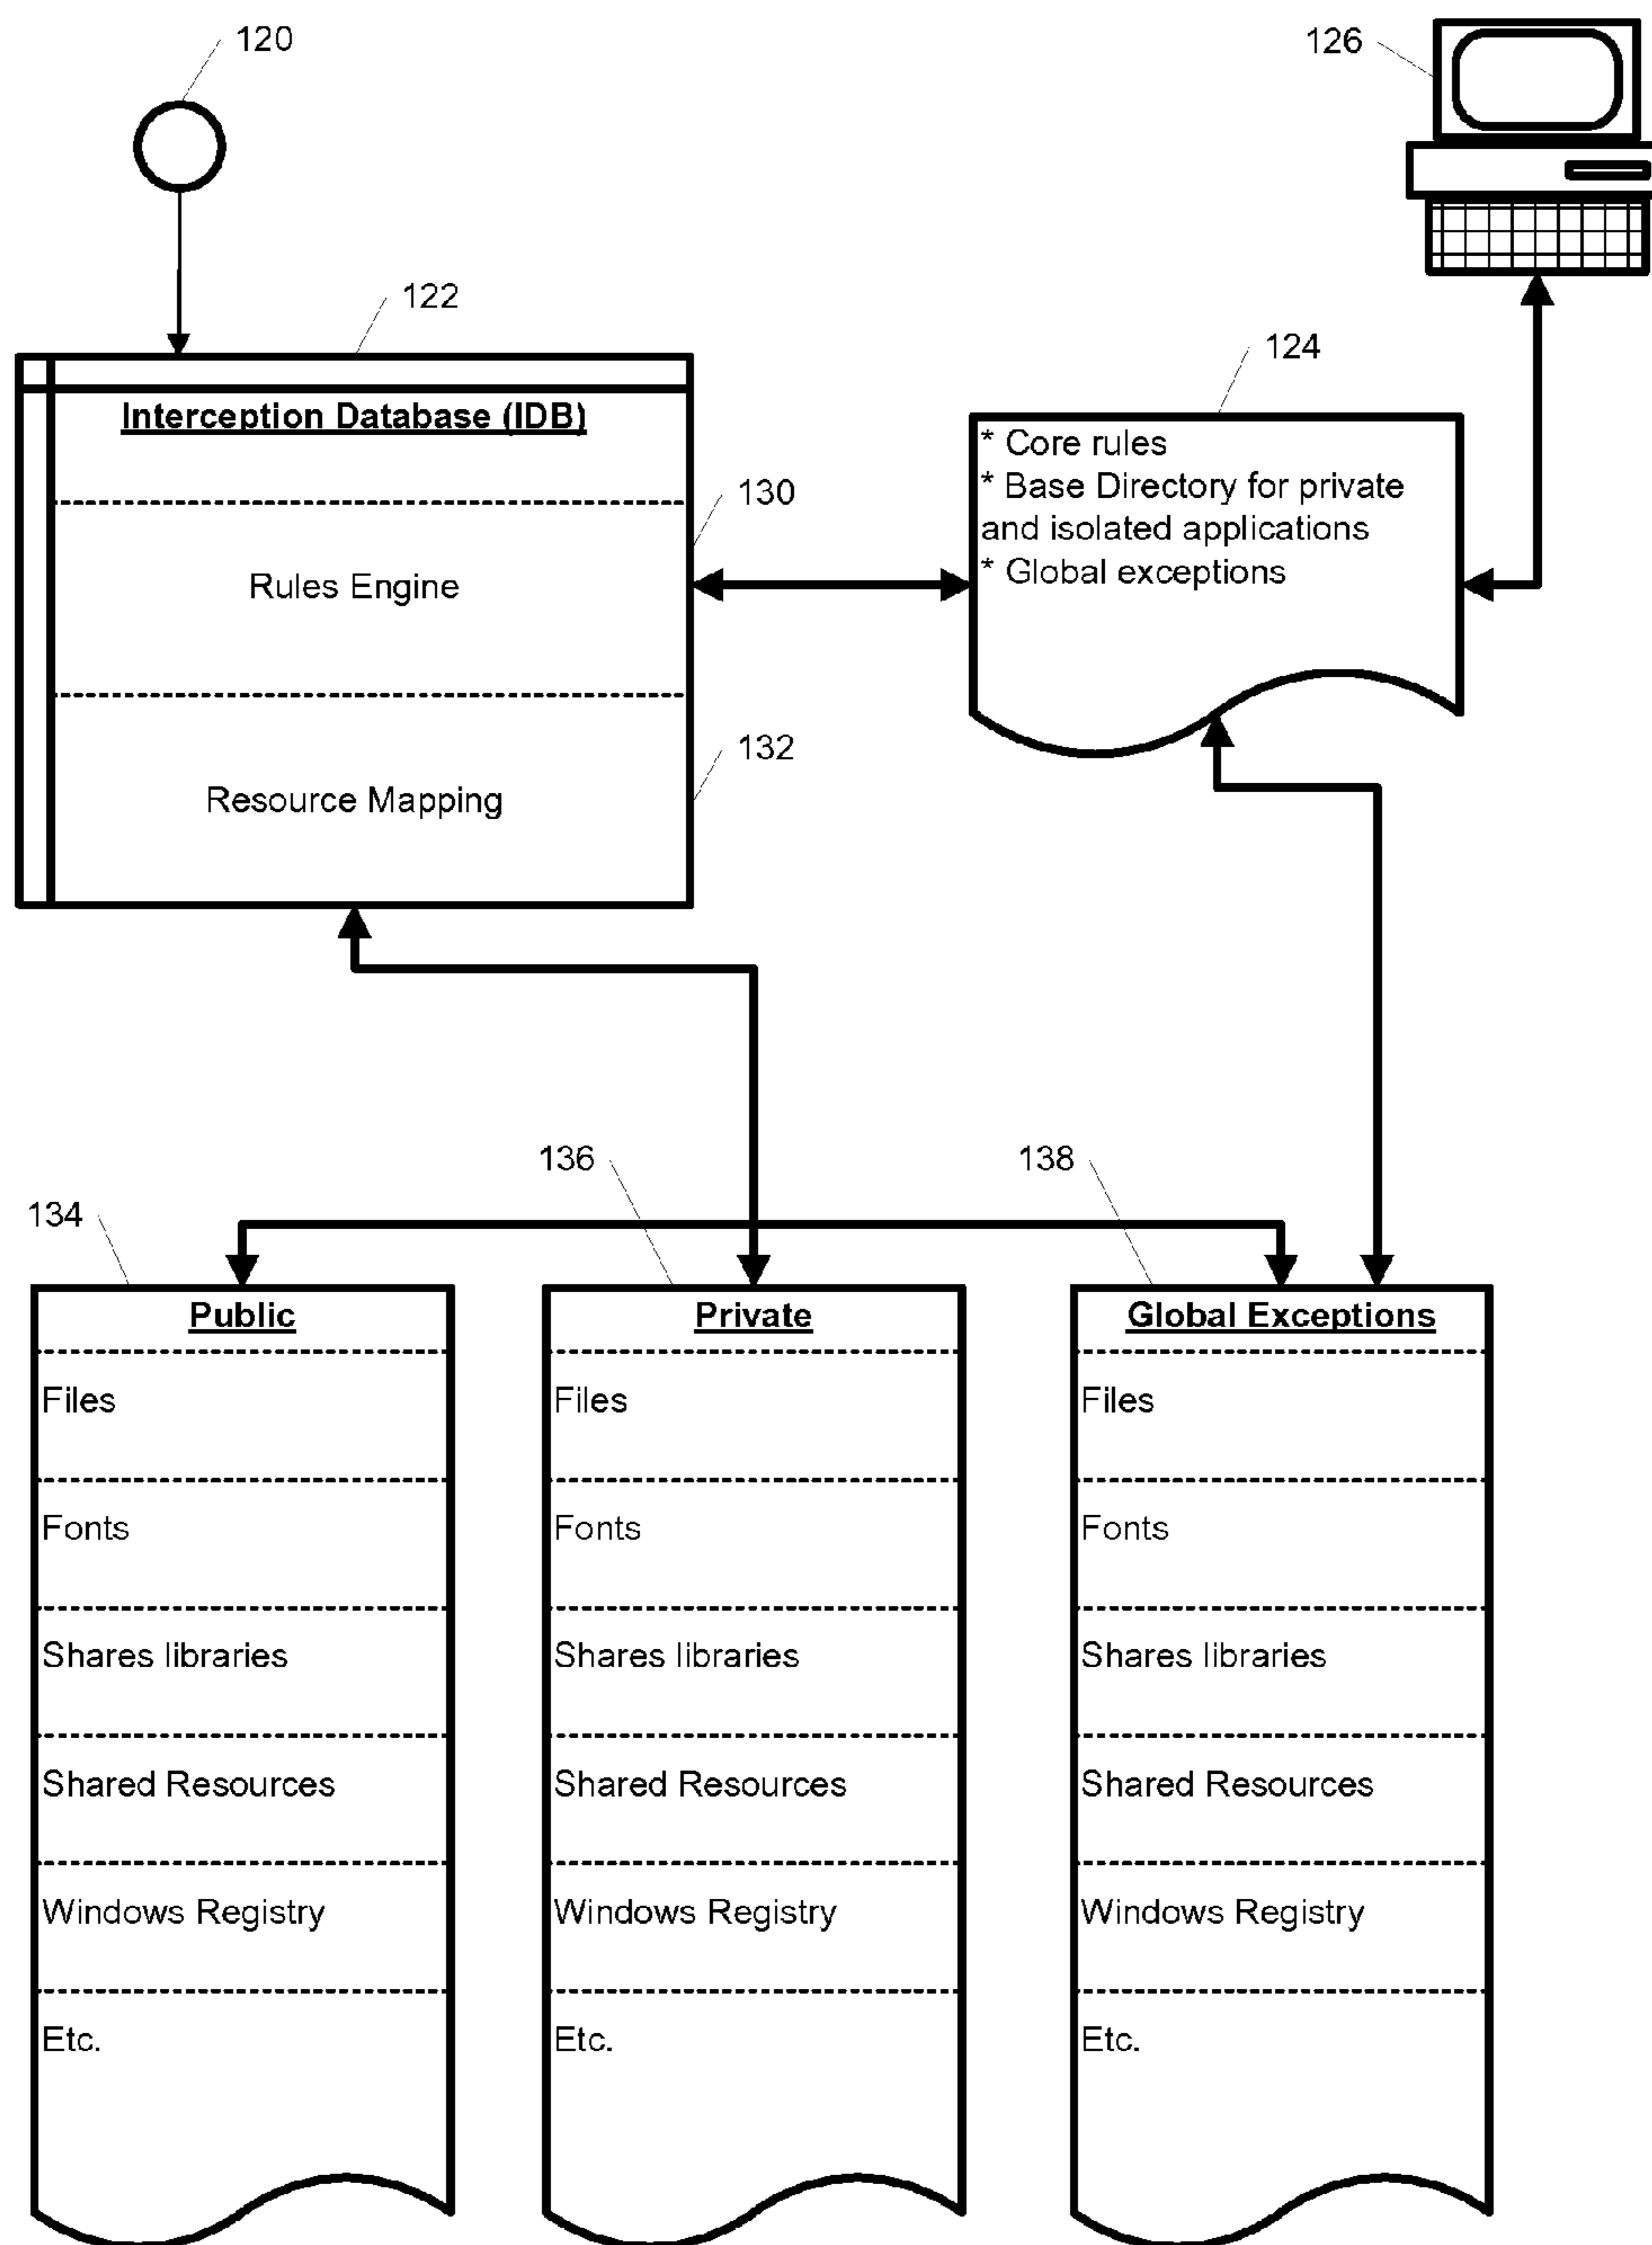 120
126
122
124
Interception Database (IDB)
* Core rules
* Base Directory for private
and isolated applications
* Global exceptions
130
Rules Engine
132
Resource Mapping
136
138
134
Public
Files
Fonts
Shares libraries
Shared Resources
Windows Registry
Etc.
Private
Files
Fonts
Shares libraries
Shared Resources
Windows Registry
Etc.
Global Exceptions
Files
Fonts
Shares libraries
Shared Resources
Windows Registry
Etc.